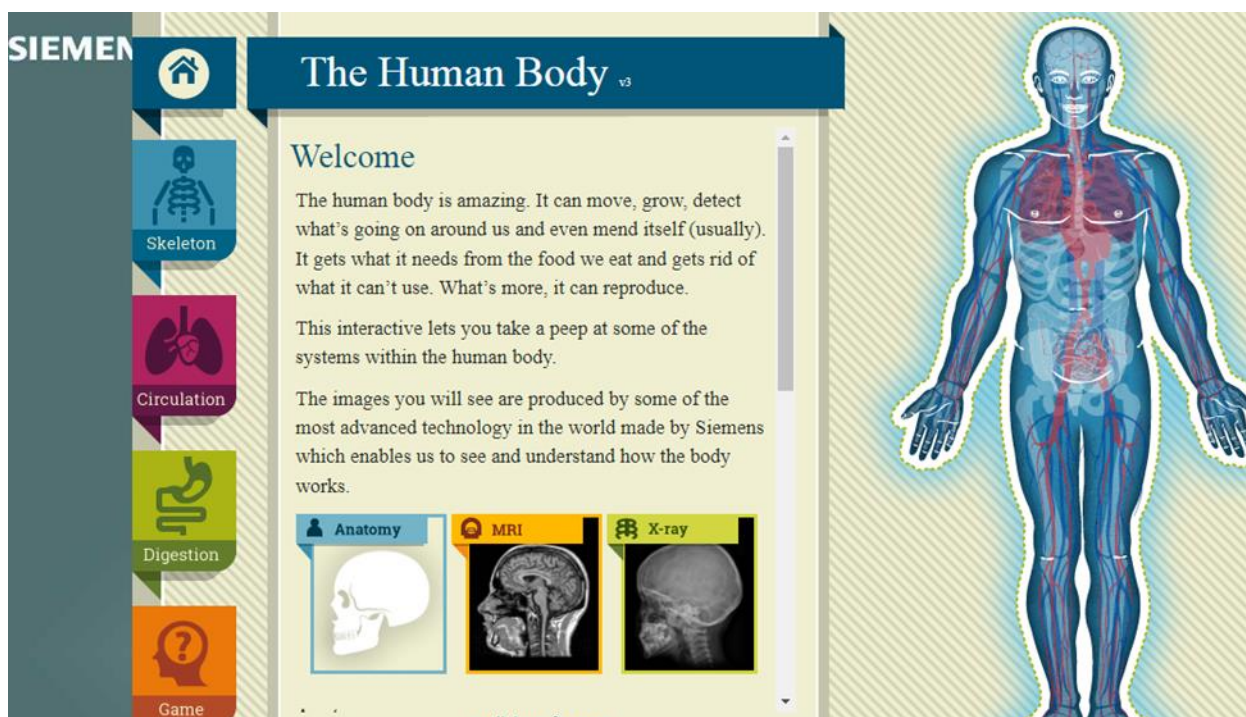 SIEMEN
The Human Body v3
Skeleton
Circulation
Digestion
Game
Welcome
The human body is amazing. It can move, grow, detect
what’s going on around us and even mend itself (usually).
It gets what it needs from the food we eat and gets rid of
what it can’t use. What’s more, it can reproduce.
This interactive lets you take a peep at some of the
systems within the human body.
The images you will see are produced by some of the
most advanced technology in the world made by Siemens
which enables us to see and understand how the body
works.
Anatomy
MRI
X-ray